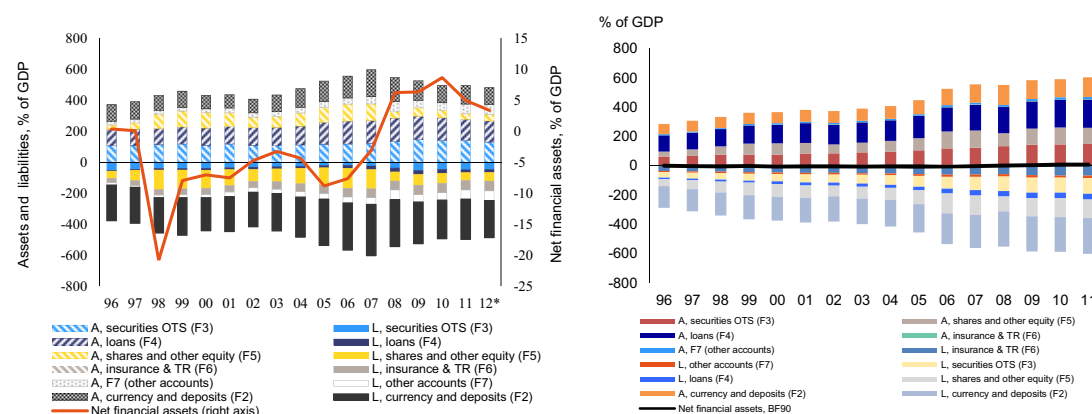 % of GDP
800
600
400
200
0
-200
-400
-600
-800
15
10
5
0
-5
-10
-15
-20
-25
Assets and liabilities, % of GDP
Net financial assets, % of GDP
96 97 98 99 00 01 02 03 04 05 06 07 08 09 10 11 12*
A, securities OTS (F3)
A, loans (F4)
A, shares and other equity (F5)
A, insurance & TR (F6)
A, F7 (other accounts)
A, currency and deposits (F2)
Net financial assets (right axis)
L, securities OTS (F3)
L, loans (F4)
L, shares and other equity (F5)
L, insurance & TR (F6)
L, other accounts (F7)
L, currency and deposits (F2)
800
600
400
200
0
-200
-400
-600
-800
96 97 98 99 00 01 02 03 04 05 06 07 08 09 10 11
A, securities OTS (F3)
A, loans (F4)
A, F7 (other accounts)
L, other accounts (F7)
L, loans (F4)
A, currency and deposits (F2)
Net financial assets, BF90
A, shares and other equity (F5)
A, insurance & TR (F6)
L, insurance & TR (F6)
L, securities OTS (F3)
L, shares and other equity (F5)
L, currency and deposits (F2)